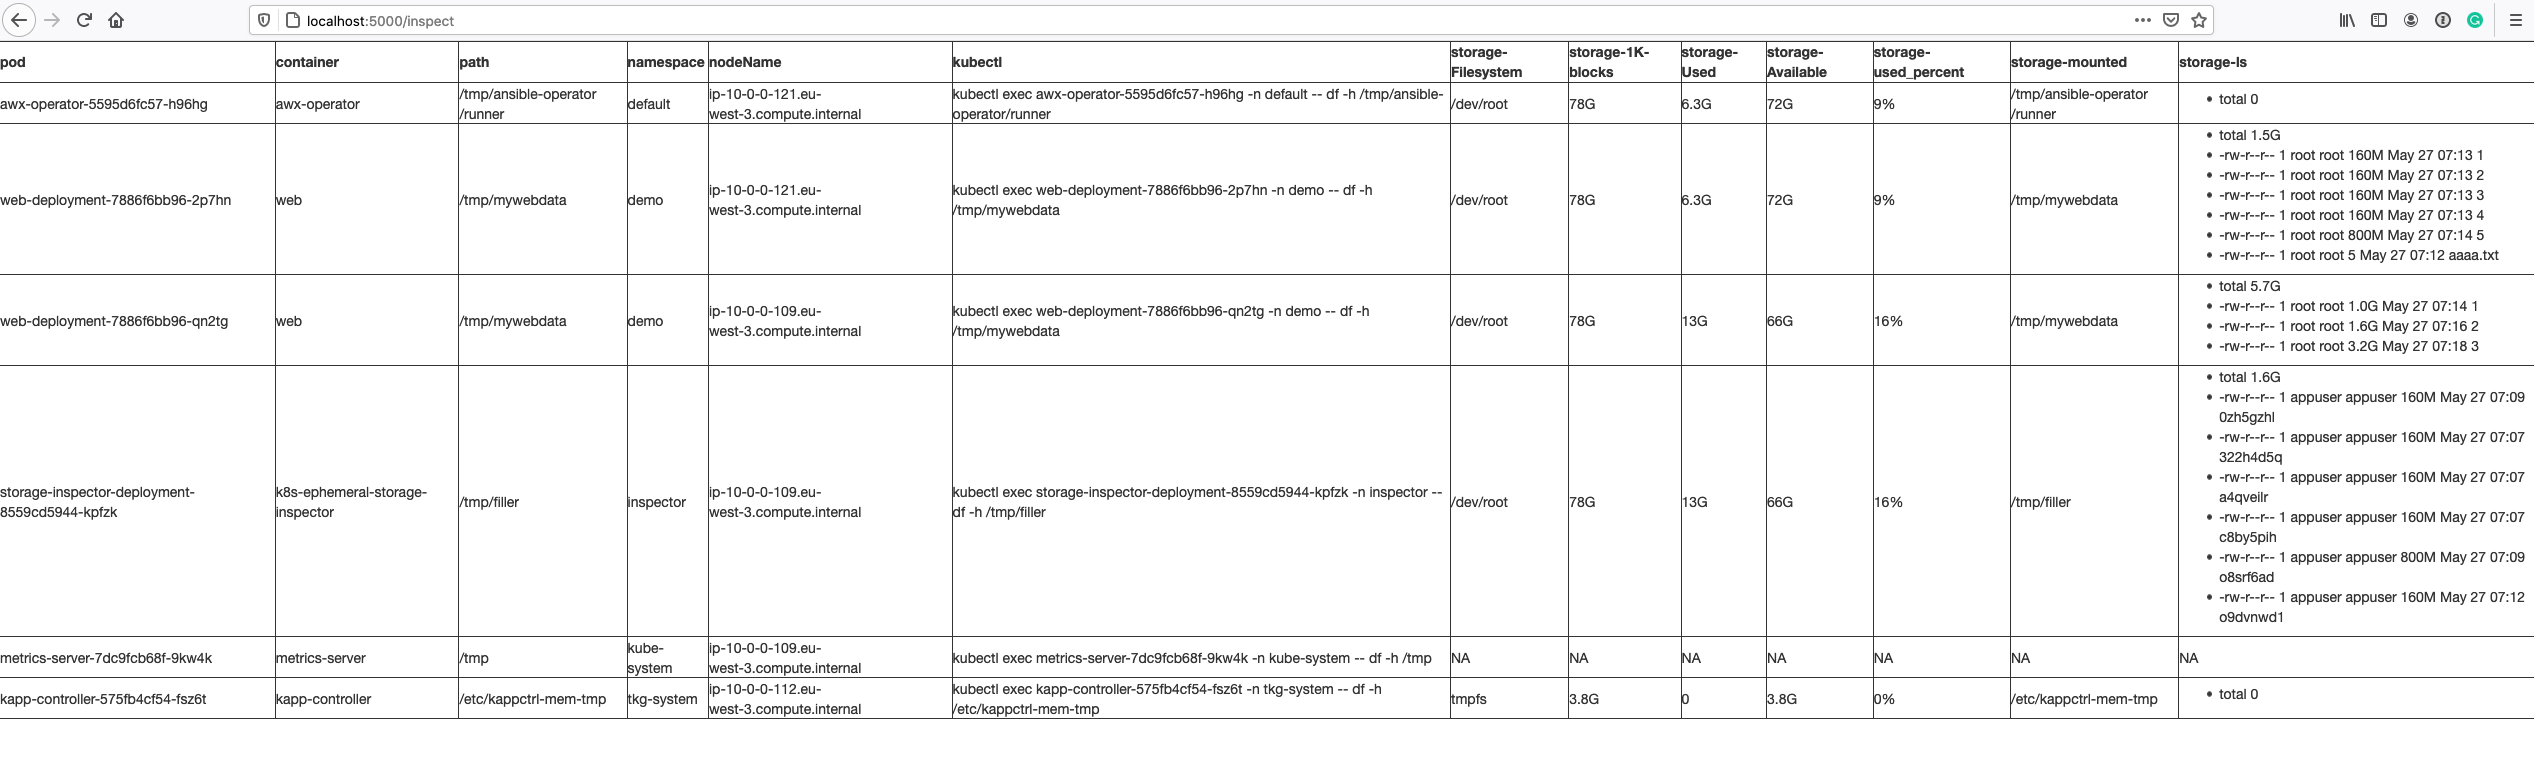 localhost:5000/inspect
pod
container
path
namespace
nodeName
kubectl
storage-
Filesystem
storage-1K-
blocks
storage-
Used
storage-
Available
storage-
used_percent
storage-mounted
storage-ls
awx-operator-5595d6fc57-h96hg
awx-operator
/tmp/ansible-operator
/runner
default
ip-10-0-0-121.eu-
west-3.compute.internal
kubectl exec awx-operator-5595d6fc57-h96hg -n default -- df -h /tmp/ansible-
operator/runner
/dev/root
78G
6.3G
72G
9%
/tmp/ansible-operator
/runner
• total 0
web-deployment-7886f6bb96-2p7hn
web
/tmp/mywebdata
demo
ip-10-0-0-121.eu-
west-3.compute.internal
kubectl exec web-deployment-7886f6bb96-2p7hn -n demo -- df -h
/tmp/mywebdata
/dev/root
78G
6.3G
72G
9%
/tmp/mywebdata
• total 1.5G
• -rw-r--r-- 1 root root 160M May 27 07:13 1
• -rw-r--r-- 1 root root 160M May 27 07:13 2
• -rw-r--r-- 1 root root 160M May 27 07:13 3
• -rw-r--r-- 1 root root 160M May 27 07:13 4
• -rw-r--r-- 1 root root 800M May 27 07:14 5
• -rw-r--r-- 1 root root 5 May 27 07:12 aaaa.txt
web-deployment-7886f6bb96-qn2tg
web
/tmp/mywebdata
demo
ip-10-0-0-109.eu-
west-3.compute.internal
kubectl exec web-deployment-7886f6bb96-qn2tg -n demo -- df -h
/tmp/mywebdata
/dev/root
78G
13G
66G
16%
/tmp/mywebdata
• total 5.7G
• -rw-r--r-- 1 root root 1.0G May 27 07:14 1
• -rw-r--r-- 1 root root 1.6G May 27 07:16 2
• -rw-r--r-- 1 root root 3.2G May 27 07:18 3
storage-inspector-deployment-
8559cd5944-kpfzk
k8s-ephemeral-storage-
inspector
/tmp/filler
inspector
ip-10-0-0-109.eu-
west-3.compute.internal
kubectl exec storage-inspector-deployment-8559cd5944-kpfzk -n inspector --
df -h /tmp/filler
/dev/root
78G
13G
66G
16%
/tmp/filler
• total 1.6G
• -rw-r--r-- 1 appuser appuser 160M May 27 07:09
0zh5gzhl
• -rw-r--r-- 1 appuser appuser 160M May 27 07:07
322h4d5q
• -rw-r--r-- 1 appuser appuser 160M May 27 07:07
a4qveilr
• -rw-r--r-- 1 appuser appuser 160M May 27 07:07
c8by5pih
• -rw-r--r-- 1 appuser appuser 800M May 27 07:09
o8srf6ad
• -rw-r--r-- 1 appuser appuser 160M May 27 07:12
o9dvnwd1
metrics-server-7dc9fcb68f-9kw4k
metrics-server
/tmp
kube-
system
ip-10-0-0-109.eu-
west-3.compute.internal
kubectl exec metrics-server-7dc9fcb68f-9kw4k -n kube-system -- df -h /tmp
NA
NA
NA
NA
NA
NA
NA
kapp-controller-575fb4cf54-fsz6t
kapp-controller
/etc/kappctrl-mem-tmp
tkg-system
ip-10-0-0-112.eu-
west-3.compute.internal
kubectl exec kapp-controller-575fb4cf54-fsz6t -n tkg-system -- df -h
/etc/kappctrl-mem-tmp
tmpfs
3.8G
0
3.8G
0%
/etc/kappctrl-mem-tmp
• total 0